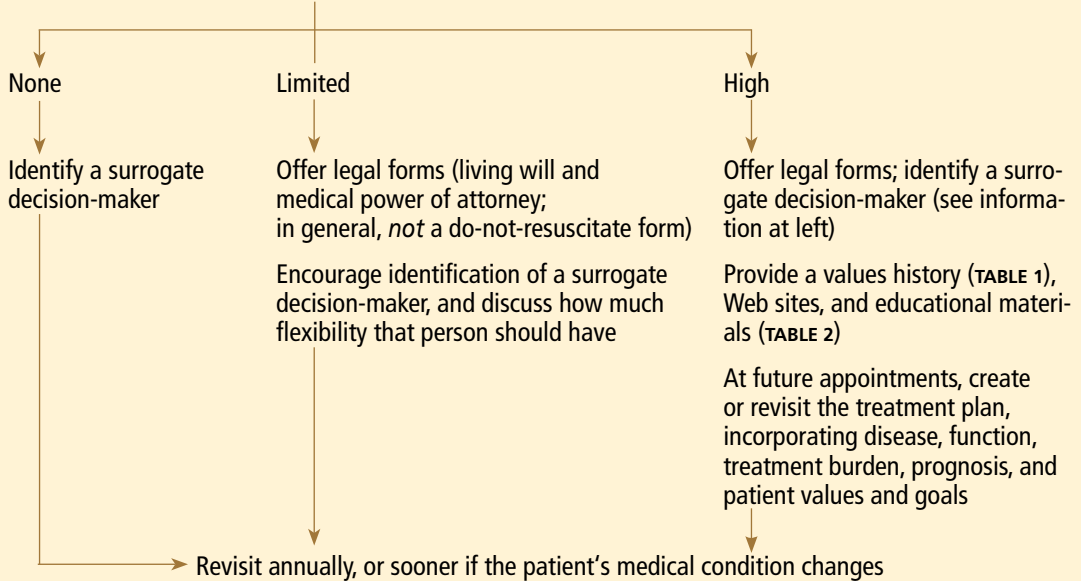 None
Identify a surrogate
decision-maker
Limited
Offer legal forms (living will and
medical power of attorney;
in general, not a do-not-resuscitate form)
Encourage identification of a surrogate
decision-maker, and discuss how much
flexibility that person should have
High
Offer legal forms; identify a surro-
gate decision-maker (see informa-
tion at left)
Provide a values history (TABLE 1),
Web sites, and educational materi-
als (TABLE 2)
At future appointments, create
or revisit the treatment plan,
incorporating disease, function,
treatment burden, prognosis, and
patient values and goals
Revisit annually, or sooner if the patient's medical condition changes